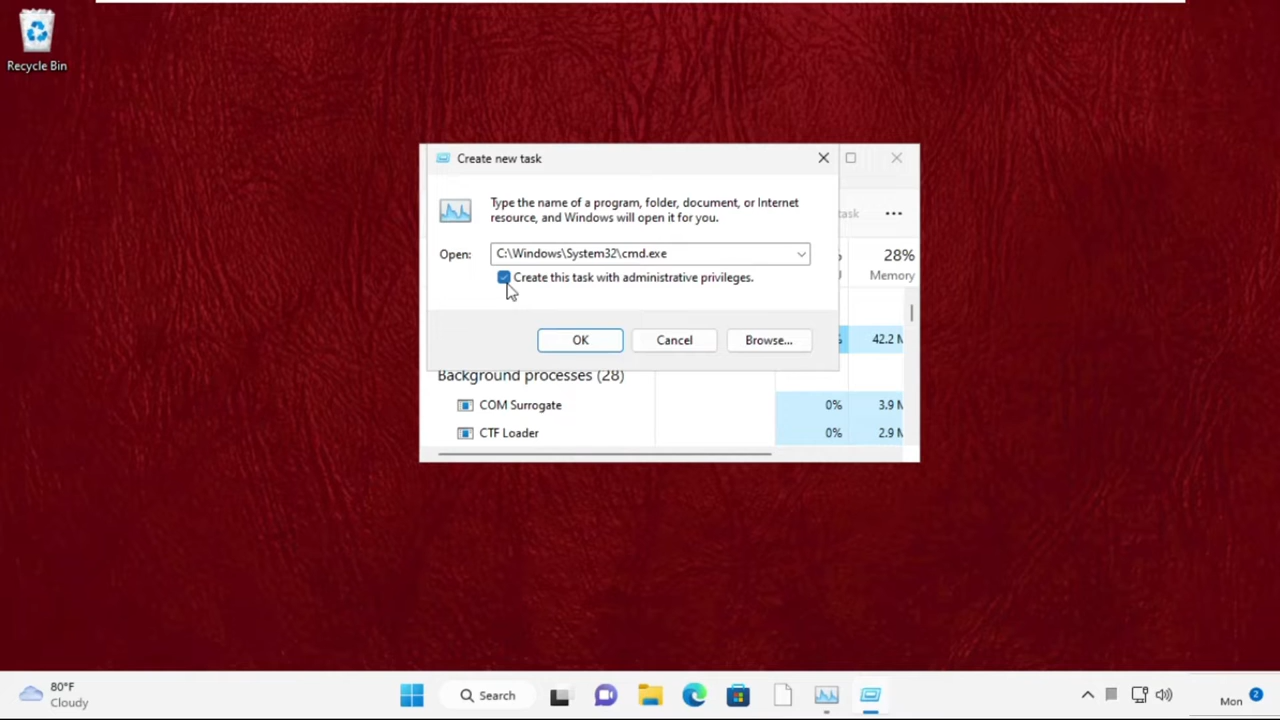 Recycle Bin
Create new task
Type the name of a program, folder, document, or Internet
resource, and Windows will open it for you.
task
Open:
C:\Windows\System32\cmd.exe
28%
Memory
Create this task with administrative privileges.
OK
Cancel
Browse...
42.2
Background processes (28)
COM Surrogate
0%
3.9
CTF Loader
0%
2.9
80°F
Cloudy
Search
Mon
2